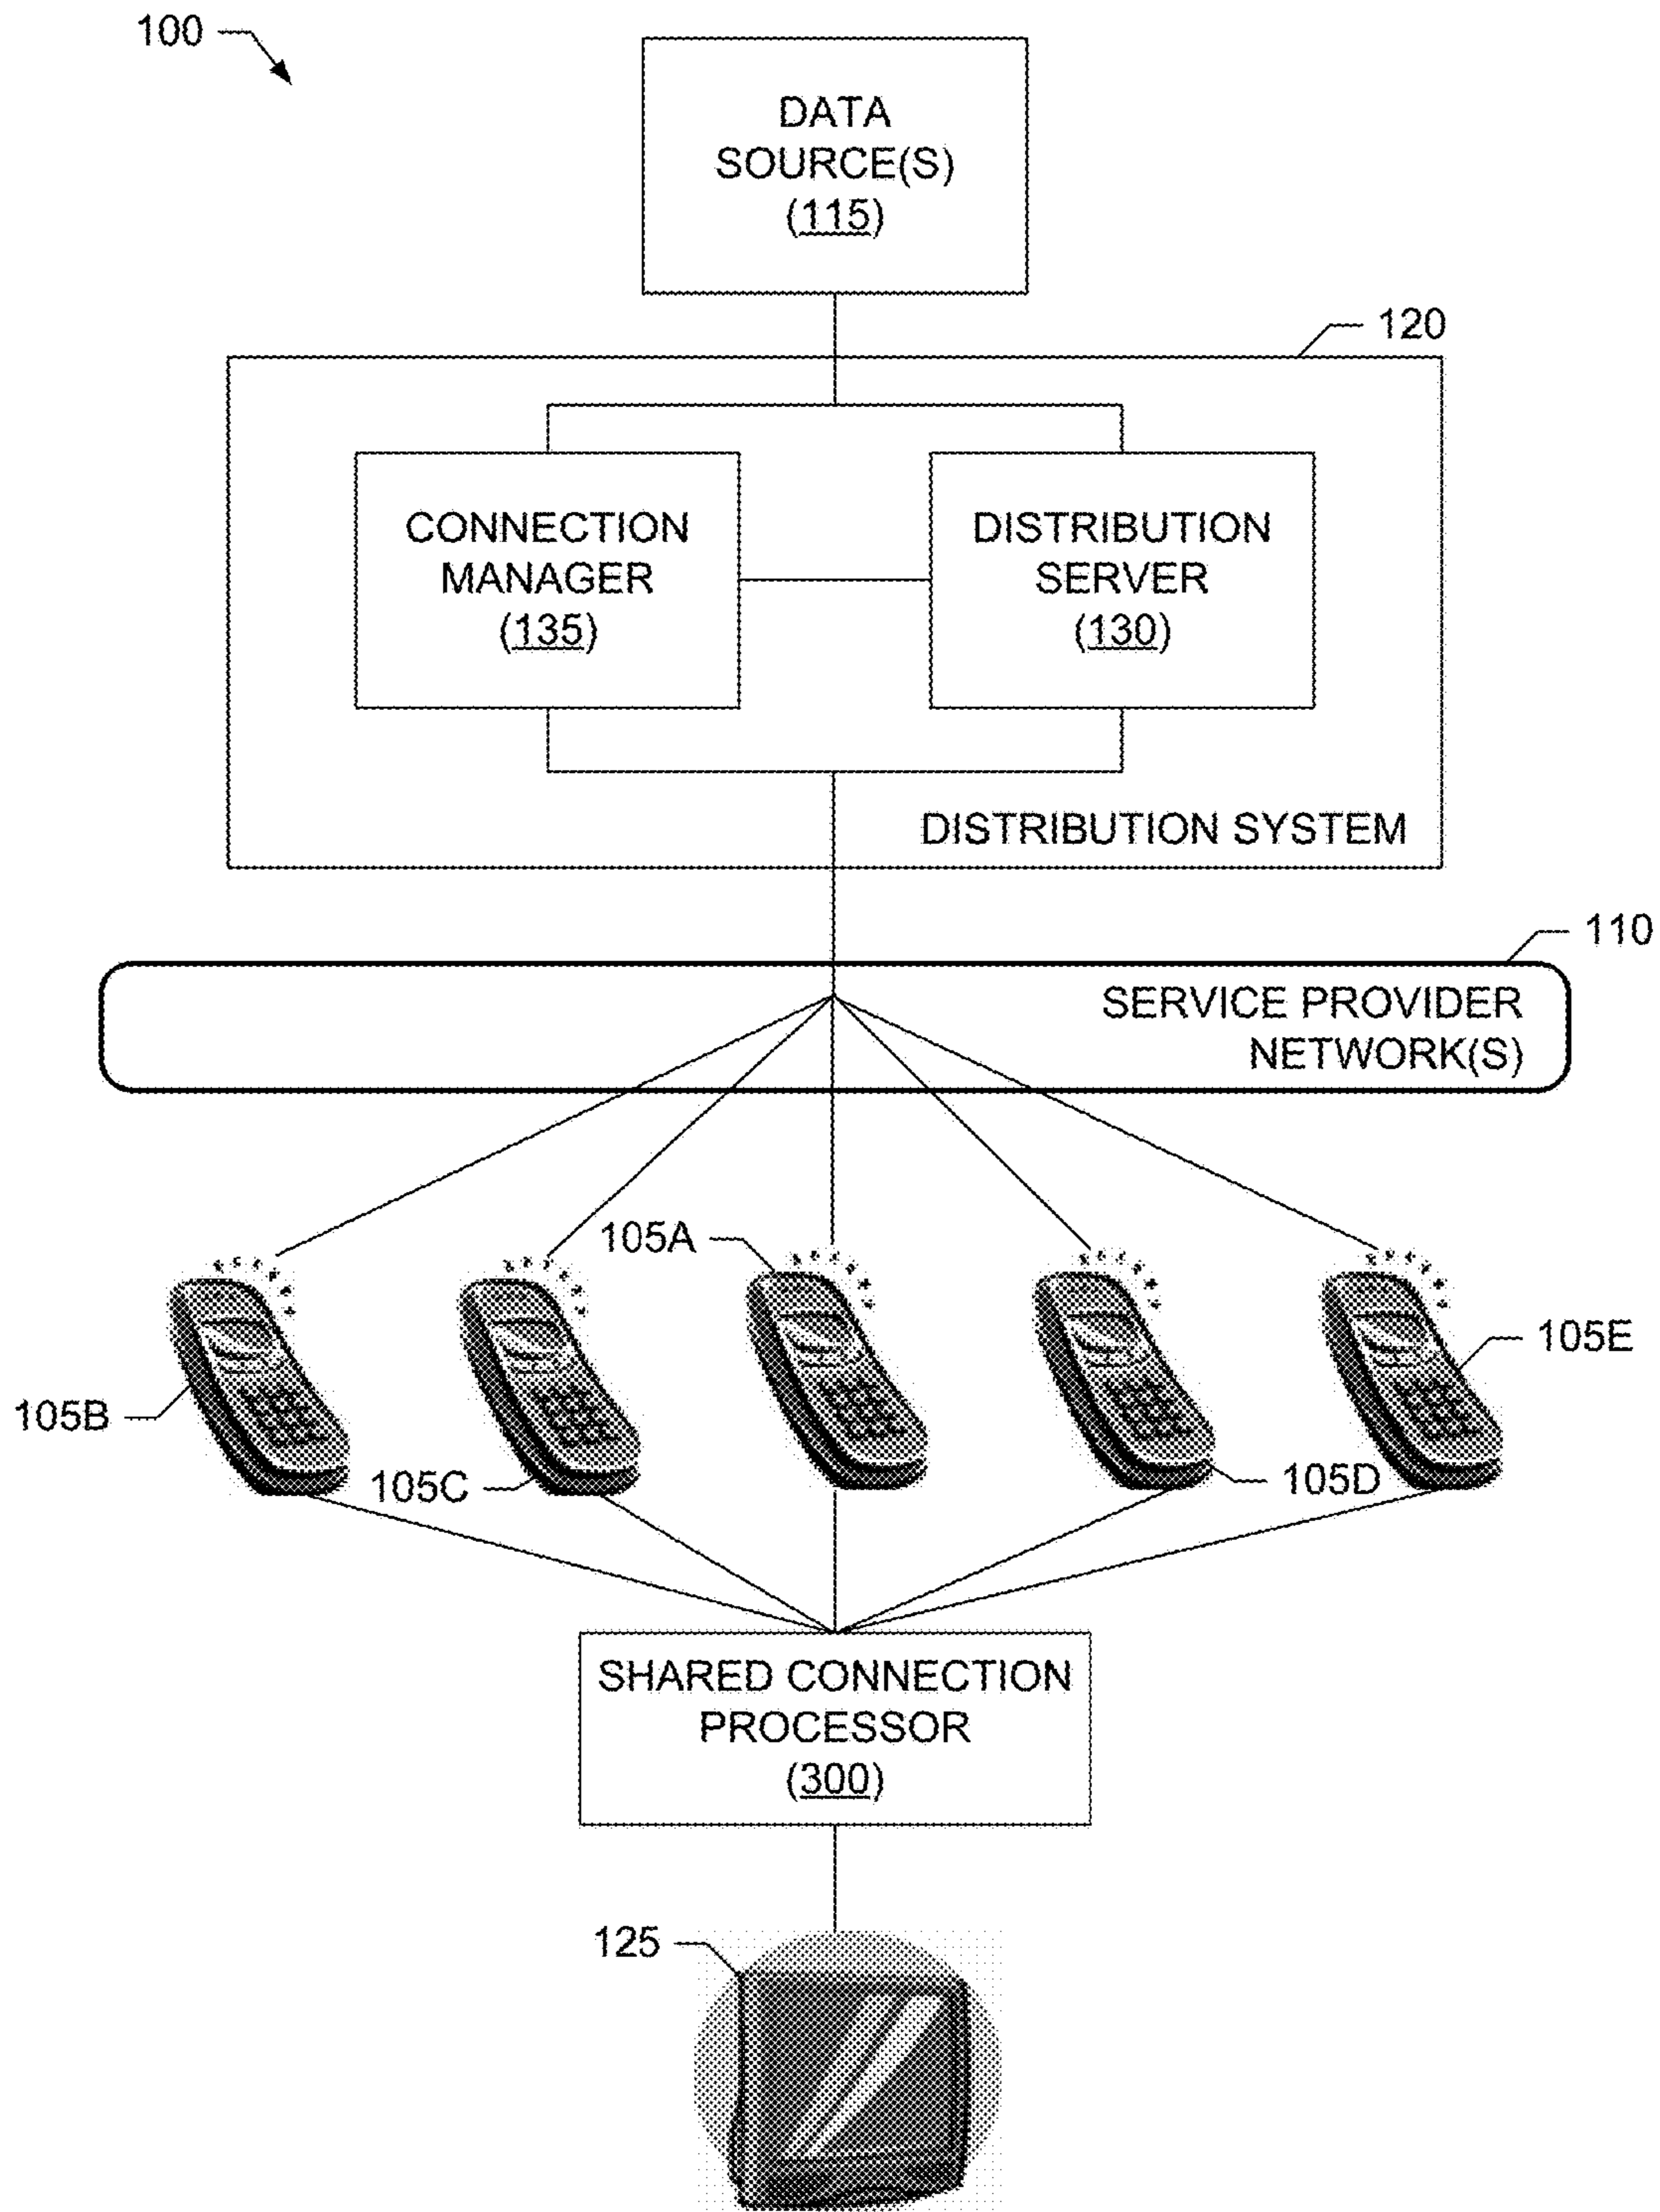 100
DATA
SOURCE(S)
(115)
120
CONNECTION
MANAGER
(135)
DISTRIBUTION
SERVER
(130)
DISTRIBUTION SYSTEM
110
SERVICE PROVIDER
NETWORK(S)
105A
105B
105C
105D
105E
SHARED CONNECTION
PROCESSOR
(300)
125